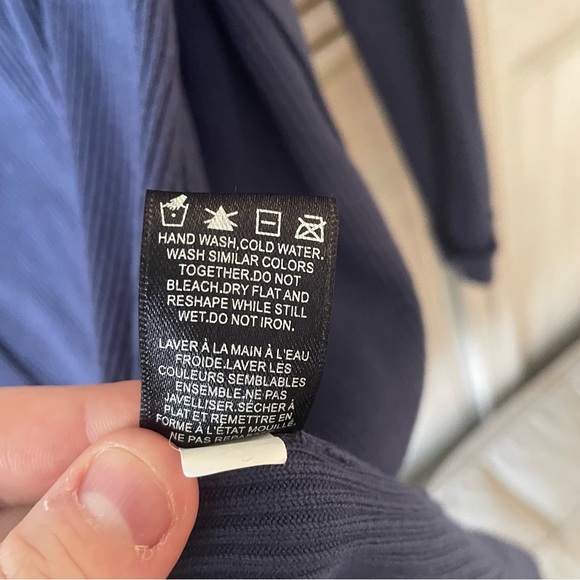 HAND WASH,COLD WATER.
WASH SIMILAR COLORS
TOGETHER.DO NOT
BLEACH.DRY FLAT AND
RESHAPE WHILE STILL
WET.DO NOT IRON.
LAVER À LA MAIN À L'EAU
FROIDE.LAVER LES
COULEURS SEMBLABLES
ENSEMBLE.NE PAS
JAVELLISER.SÉCHER À
PLAT ET REMETTRE EN
FORME À L'ÉTAT MOUILLÉ.
NE PAS